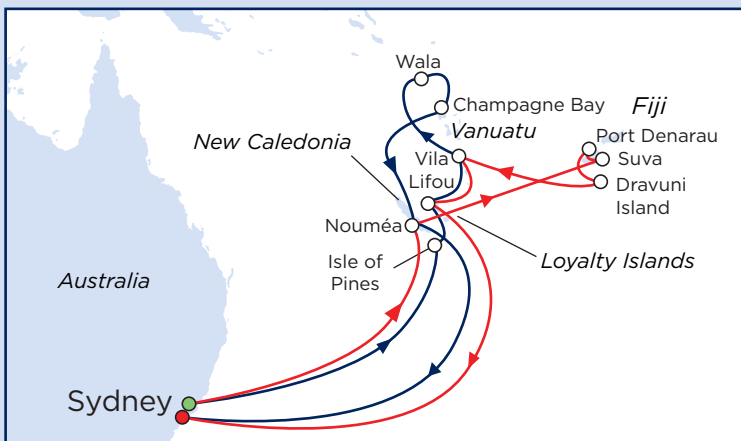 Wala
Champagne Bay
Fiji
New Caledonia
Vanuatu
Port Denarau
Vila
Suva
Lifou
Dravuni
Island
Nouméa
Isle of
Pines
Loyalty Islands
Australia
Sydney